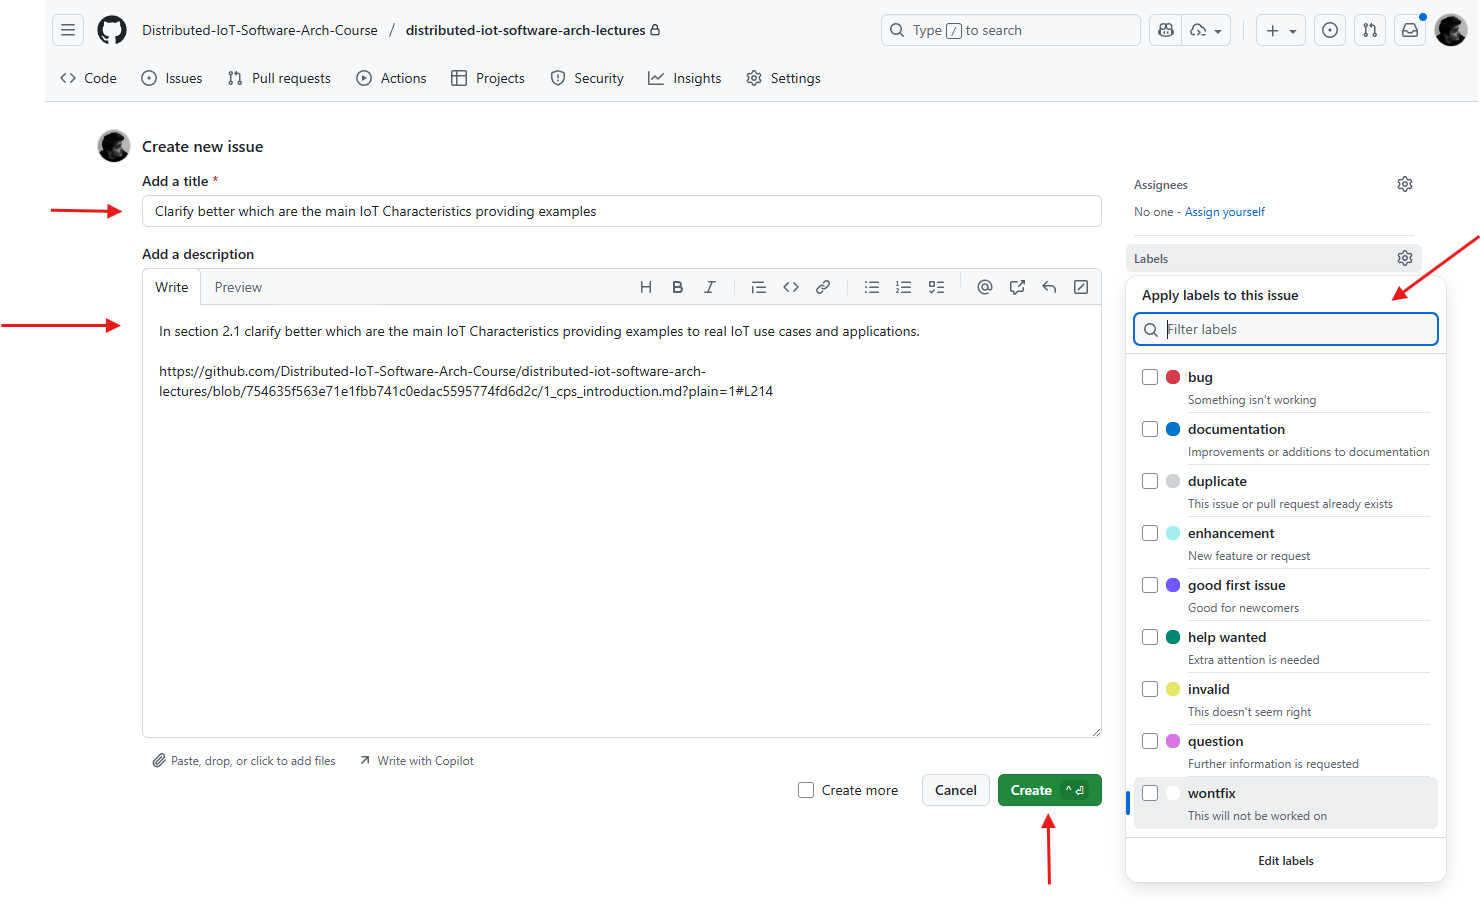 Distributed-IoT-Software-Arch-Course / distributed-iot-software-arch-lectures
Type / to search
Code Issues Pull requests Actions Projects Security Insights Settings
Create new issue
Add a title *
Clarify better which are the main IoT Characteristics providing examples
Add a description
Write Preview
In section 2.1 clarify better which are the main IoT Characteristics providing examples to real IoT use cases and applications.
https://github.com/Distributed-IoT-Software-Arch-Course/distributed-iot-software-arch-
lectures/blob/754635f563e71e1fbb741c0edac5595774fd6d2c/1_cps_introduction.md?plain=1#L214
Paste, drop, or click to add files Write with Copilot
Create more Cancel Create
Assignees
No one - Assign yourself
Labels
Apply labels to this issue
Filter labels
bug
Something isn't working
documentation
Improvements or additions to documentation
duplicate
This issue or pull request already exists
enhancement
New feature or request
good first issue
Good for newcomers
help wanted
Extra attention is needed
invalid
This doesn't seem right
question
Further information is requested
wontfix
This will not be worked on
Edit labels